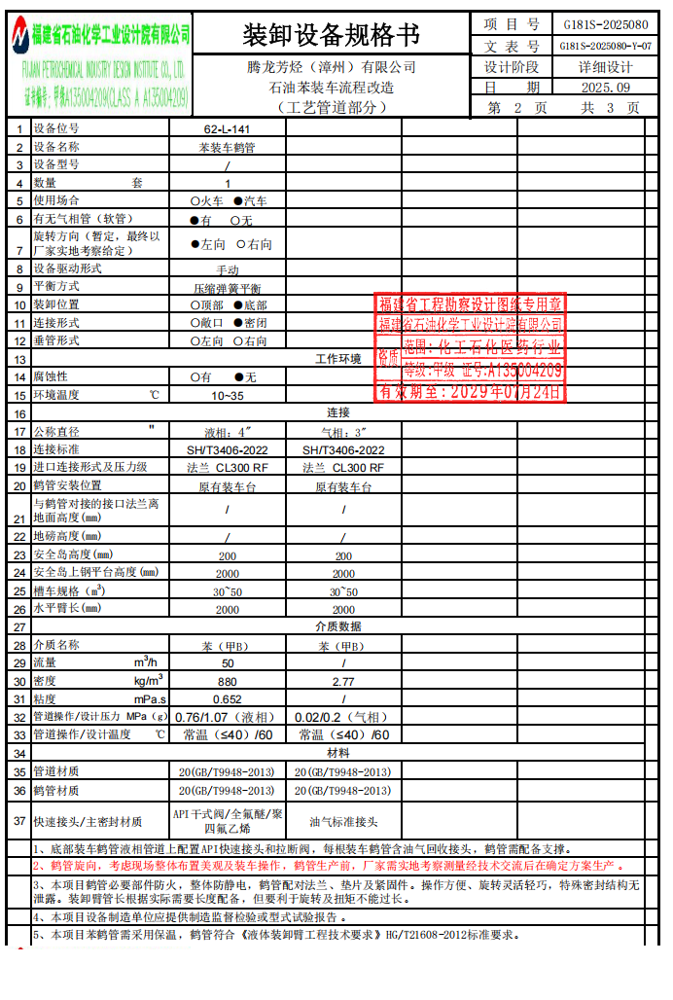 福建省石油化学工业设计院有限公司
FUJIAN PETROCHEMICAL INDUSTRY DESIGN INSTITUTE CO., LTD.
证书编号: 甲级A135004209(CLASS A A135004209)
装卸设备规格书
腾龙芳烃（漳州）有限公司
石油苯装车流程改造
（工艺管道部分）
项 目 号 G181S-2025080
文 表 号 G181S-2025080-Y-07
设计阶段 详细设计
日 期 2025.09
第 2 页 共 3 页
1 设备位号 62-L-141
2 设备名称 苯装车鹤管
3 设备型号 /
4 数量 套 1
5 使用场合 ○火车 ●汽车
6 有无气相管（软管） ●有 ○无
7 旋转方向（暂定，最终以
厂家实地考察给定） ●左向 ○右向
8 设备驱动形式 手动
9 平衡方式 压缩弹簧平衡
10 装卸位置 ○顶部 ●底部
11 连接形式 ○敞口 ●密闭
12 垂管形式 ○左向 ○右向
13 工作环境
14 腐蚀性 ○有 ●无
15 环境温度 ℃ 10~35
福建省工程勘察设计图纸专用章
福建省石油化学工业设计院有限公司
资质 范围: 化工石化医药行业
等级:甲级 证号:A135004209
有效期至: 2029年07月24日
16 连接
17 公称直径 " 液相: 4" 气相: 3"
18 连接标准 SH/T3406-2022 SH/T3406-2022
19 进口连接形式及压力级 法兰 CL300 RF 法兰 CL300 RF
20 鹤管安装位置 原有装车台 原有装车台
21 与鹤管对接的接口法兰离
地面高度(mm) / /
22 地磅高度(mm) / /
23 安全岛高度(mm) 200 200
24 安全岛上钢平台高度(mm) 2000 2000
25 槽车规格（m³) 30~50 30~50
26 水平臂长(mm) 2000 2000
27 介质数据
28 介质名称 苯（甲B） 苯（甲B）
29 流量 m³/h 50 /
30 密度 kg/m³ 880 2.77
31 粘度 mPa.s 0.652 /
32 管道操作/设计压力 MPa（g） 0.76/1.07（液相） 0.02/0.2（气相）
33 管道操作/设计温度 ℃ 常温（≤40）/60 常温（≤40）/60
34 材料
35 管道材质 20(GB/T9948-2013) 20(GB/T9948-2013)
36 鹤管材质 20(GB/T9948-2013) 20(GB/T9948-2013)
37 快速接头/主密封材质 API干式阀/全氟醚/聚
四氟乙烯 油气标准接头
1、底部装车鹤管液相管道上配置API快速接头和拉断阀，每根装车鹤管含油气回收接头，鹤管需配备支撑。
2、鹤管旋向，考虑现场整体布置美观及装车操作，鹤管生产前，厂家需实地考察测量经技术交流后在确定方案生产 。
3、本项目鹤管必要部件防火，整体防静电，鹤管配对法兰、垫片及紧固件。操作方便、旋转灵活轻巧，特殊密封结构无
泄露。装卸臂管长根据实际需要长度配备，但要利于旋转及扭矩不能过长。
4、本项目设备制造单位应提供制造监督检验或型式试验报告 。
5、本项目苯鹤管需采用保温，鹤管符合《液体装卸臂工程技术要求》HG/T21608-2012标准要求。